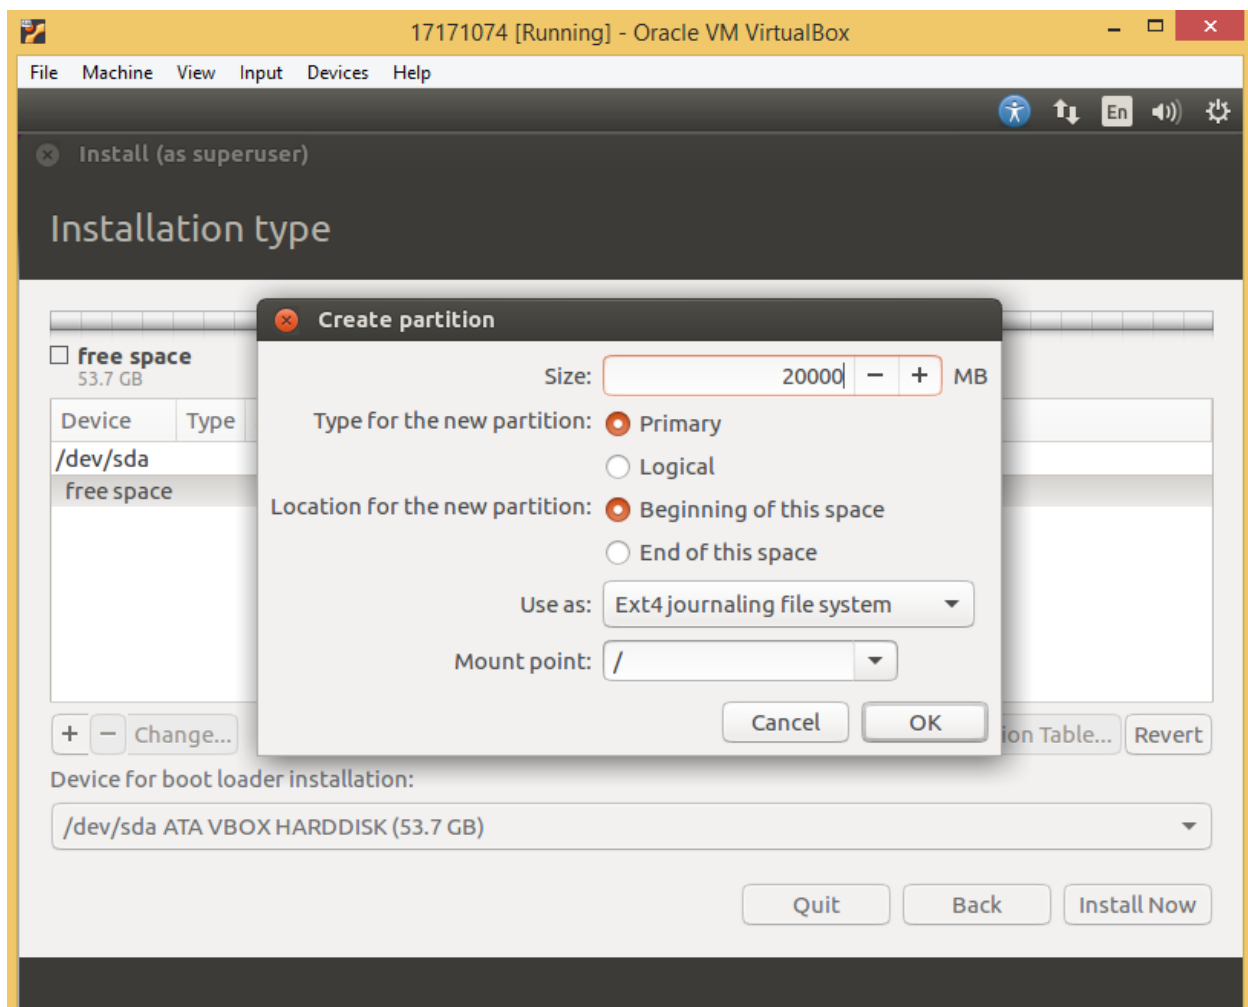 17171074 [Running] - Oracle VM VirtualBox
File Machine View Input Devices Help
En
Install (as superuser)
Installation type
Create partition
free space
53.7 GB
Size: 20000 MB
Device Type
Type for the new partition: Primary
/dev/sda
Logical
free space
Location for the new partition: Beginning of this space
End of this space
Use as: Ext4 journaling file system
Mount point: /
Cancel OK
+ − Change... ion Table... Revert
Device for boot loader installation:
/dev/sda ATA VBOX HARDDISK (53.7 GB)
Quit Back Install Now